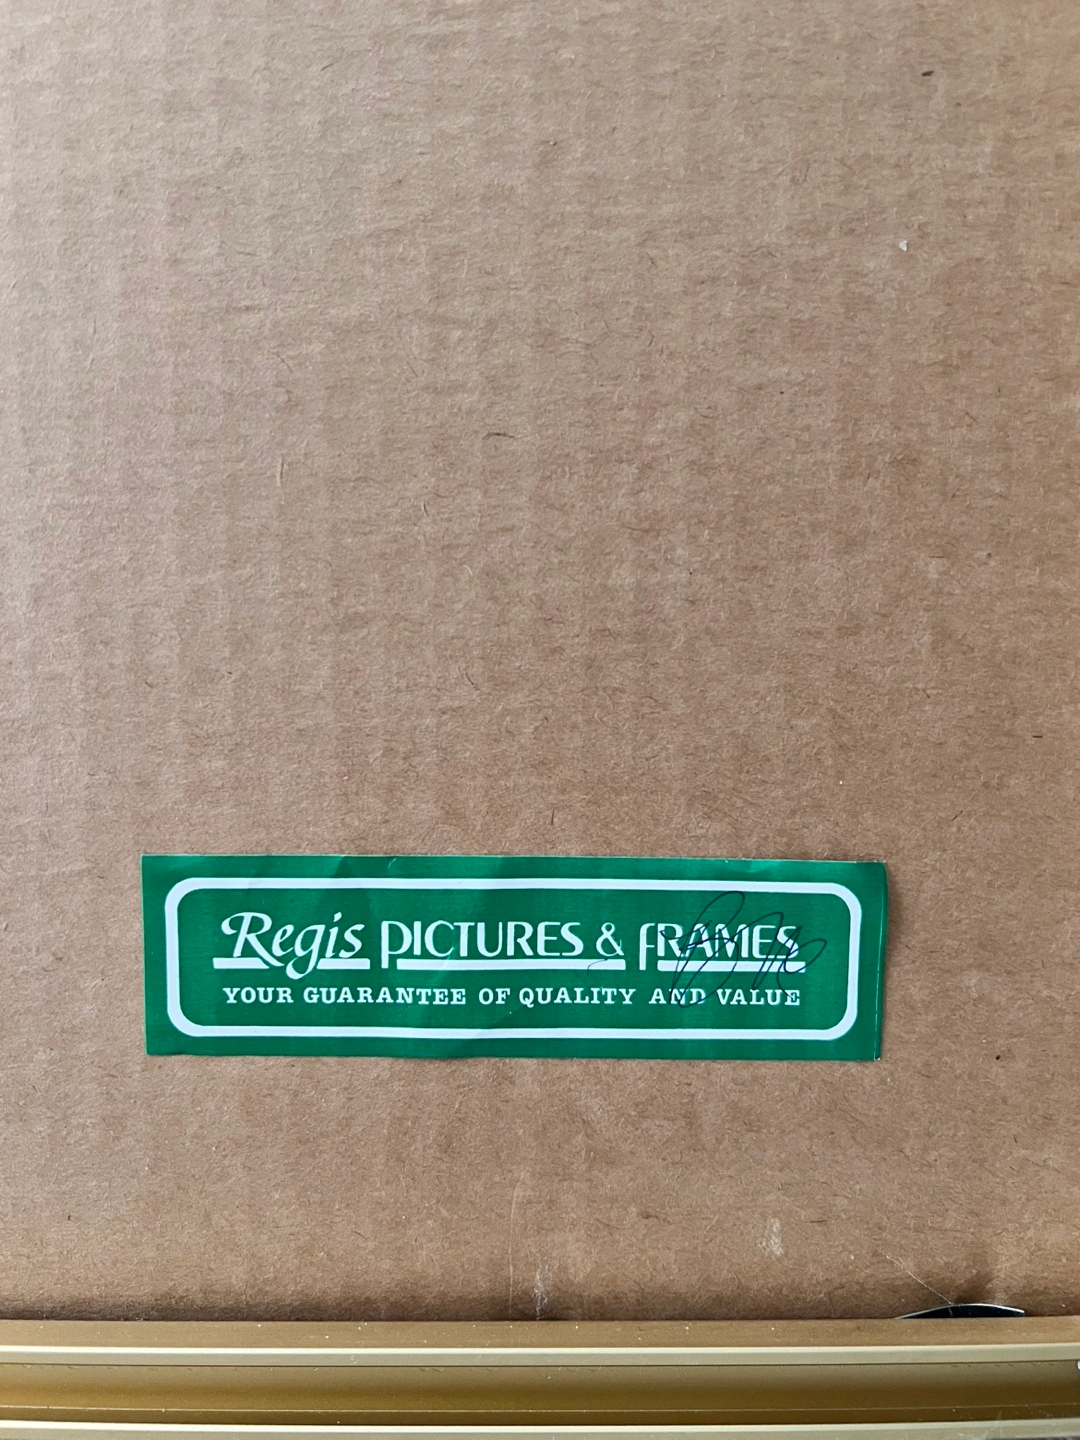 Regis PICTURES & FRAMES
YOUR GUARANTEE OF QUALITY AND VALUE